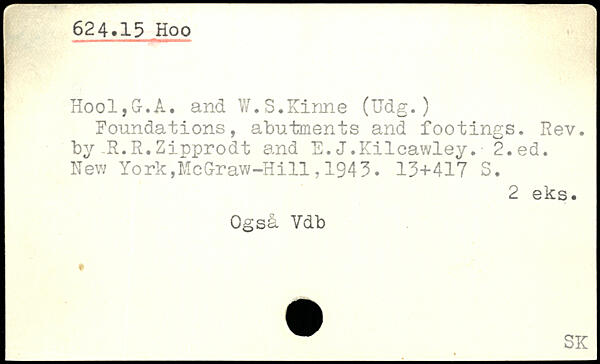 624.15 Hoo
Hool,G.A. and W.S.Kinne (Udg.)
Foundations, abutments and footings. Rev.
by R.R.Zipprodt and E.J.Kilcawley. 2.ed.
New York,McGraw-Hill,1943. 13+417 S.
2 eks.
Også Vdb
SK